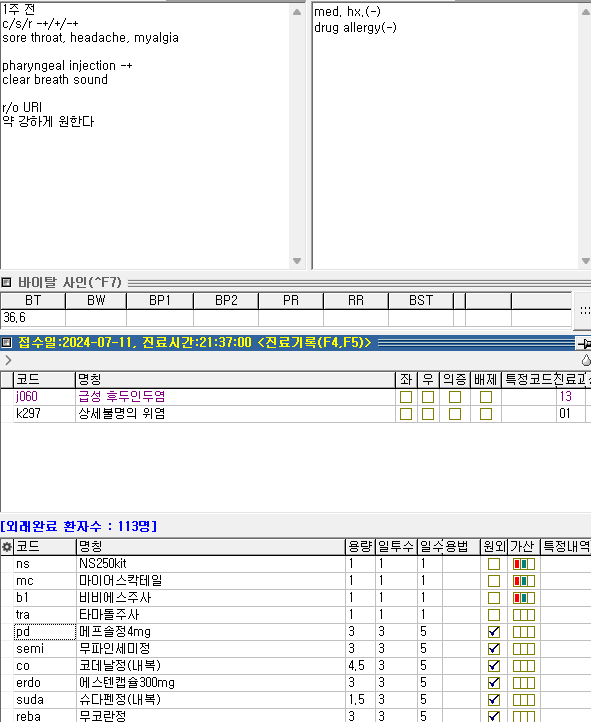 1주 전
c/s/r -+/+/-+
sore throat, headache, myalgia
pharyngeal injection -+
clear breath sound
r/o URI
약 강하게 원한다
med. hx.(-)
drug allergy(-)
바이탈 사인(^F7)
BT BW BP1 BP2 PR RR BST
36.6
접수일:2024-07-11, 진료시간:21:37:00 <진료기록(F4,F5)>
코드 명칭 좌 우 의증 배제 특정코드 진료과
j060 급성 후두인두염 13
k297 상세불명의 위염 01
[외래완료 환자수 : 113명]
코드 명칭 용량 일투수 일수 용법 원외 가산 특정내역
ns NS250kit 1 1 1
mc 마이어스칵테일 1 1 1
b1 비비에스주사 1 1 1
tra 타마돌주사 1 1 1
pd 메프솔정4mg 3 3 5
semi 무파인세미정 3 3 5
co 코데날정(내복) 4.5 3 5
erdo 에스텐캡슐300mg 3 3 5
suda 슈다펜정(내복) 1.5 3 5
reba 무코란정 3 3 5